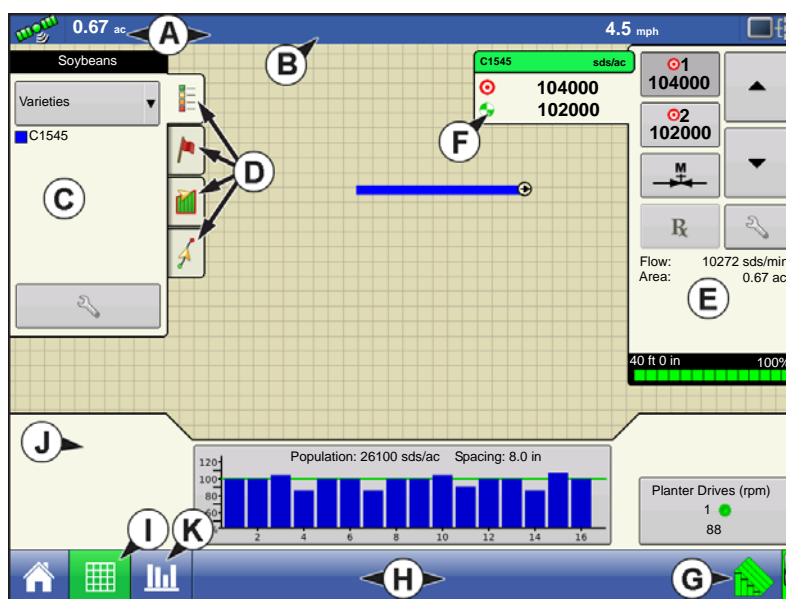 0.67 ac
A
4.5 mph
B
Soybeans
Varieties
C1545
C
D
C1545 sds/ac
104000
102000
F
1
104000
2
102000
M
Rx
Flow: 10272 sds/min
Area: 0.67 ac
E
40 ft 0 in 100%
J
Population: 26100 sds/ac Spacing: 8.0 in
120
100
80
60
2 4 6 8 10 12 14 16
Planter Drives (rpm)
1
88
I
K
H
G